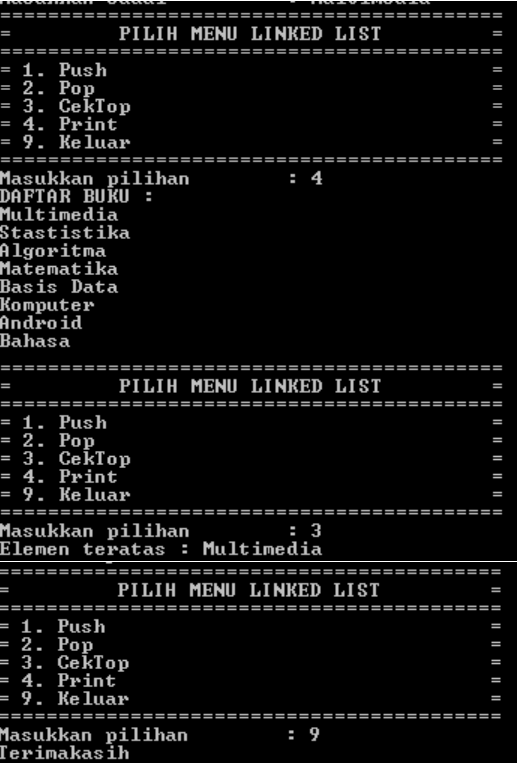 ==================================================
= PILIH MENU LINKED LIST =
==================================================
= 1. Push =
= 2. Pop =
= 3. CekTop =
= 4. Print =
= 9. Keluar =
==================================================
Masukkan pilihan : 4
DAFTAR BUKU :
Multimedia
Stastistika
Algoritma
Matematika
Basis Data
Komputer
Android
Bahasa
==================================================
= PILIH MENU LINKED LIST =
==================================================
= 1. Push =
= 2. Pop =
= 3. CekTop =
= 4. Print =
= 9. Keluar =
==================================================
Masukkan pilihan : 3
Elemen teratas : Multimedia
==================================================
= PILIH MENU LINKED LIST =
==================================================
= 1. Push =
= 2. Pop =
= 3. CekTop =
= 4. Print =
= 9. Keluar =
==================================================
Masukkan pilihan : 9
Terimakasih